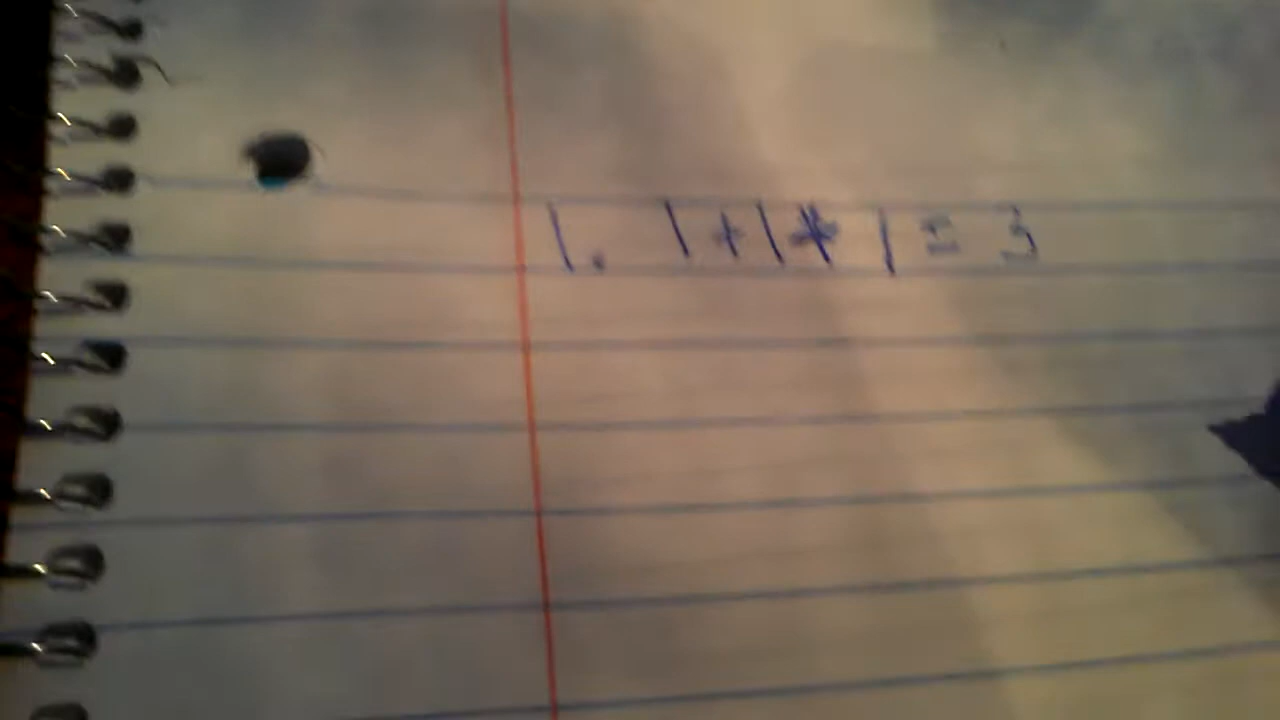 1. 1+1* 1 = 3